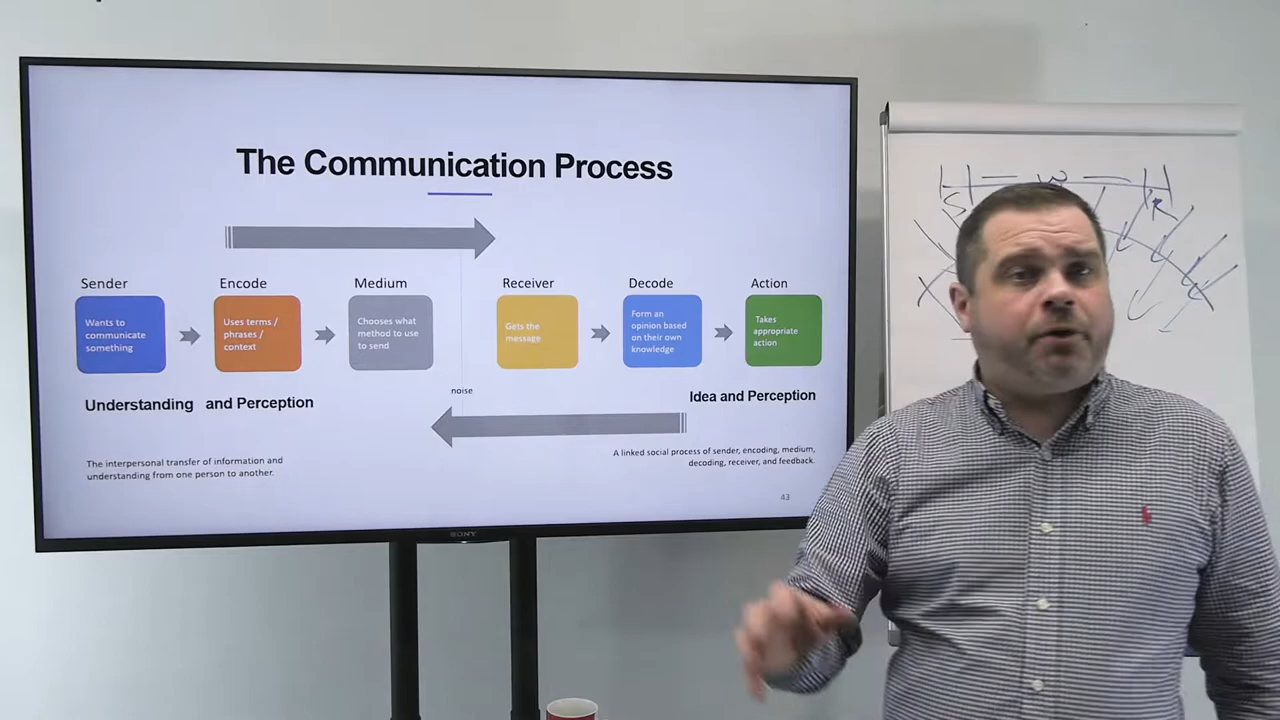 The Communication Process
Sender
Encode
Medium
Receiver
Decode
Action
Wants to
communicate
something
Uses terms /
phrases /
context
Chooses what
method to use
to send
Gets the
message
Form an
opinion based
on their own
knowledge
Takes
appropriate
action
noise
Understanding and Perception
Idea and Perception
The interpersonal transfer of information and
understanding from one person to another.
A linked social process of sender, encoding, medium,
decoding, receiver, and feedback.
43
SONY
S
R